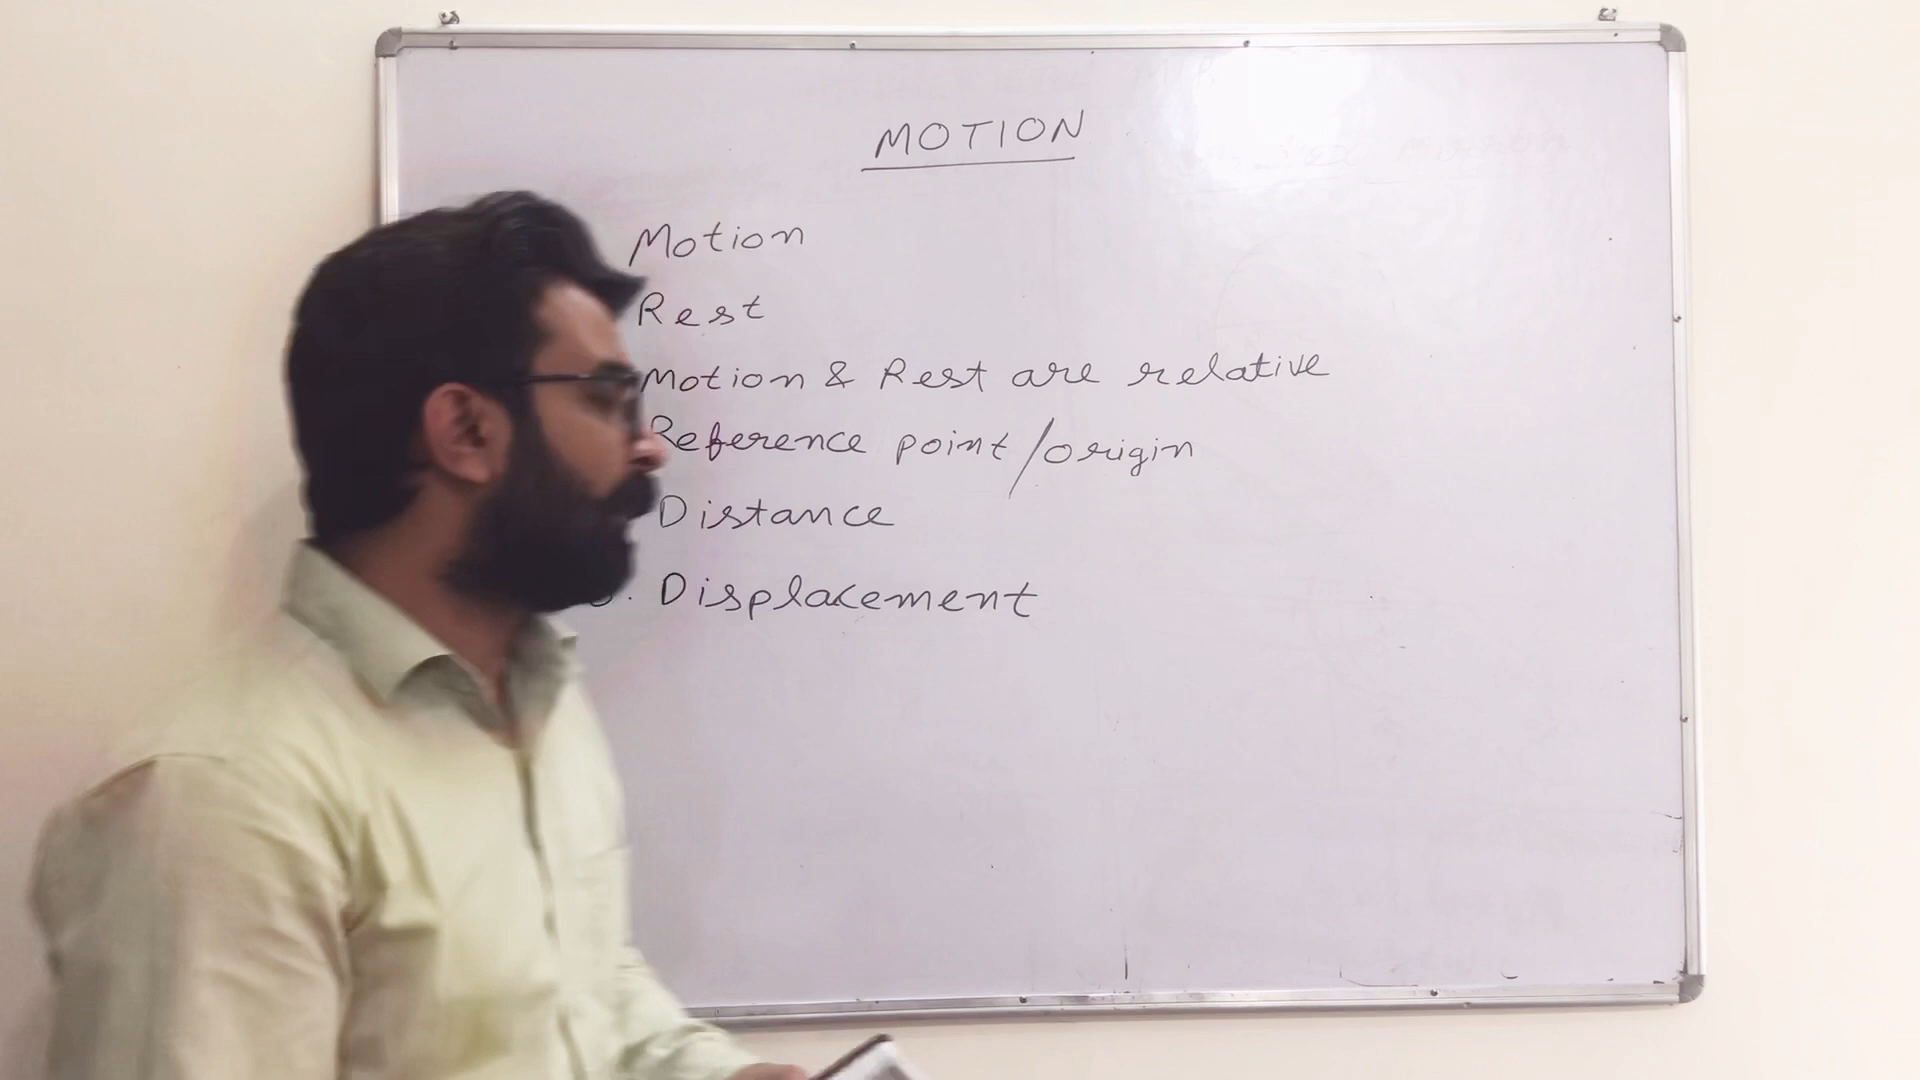 MOTION
Motion
Rest
Motion & Rest are relative
Reference point/origin
Distance
. Displacement